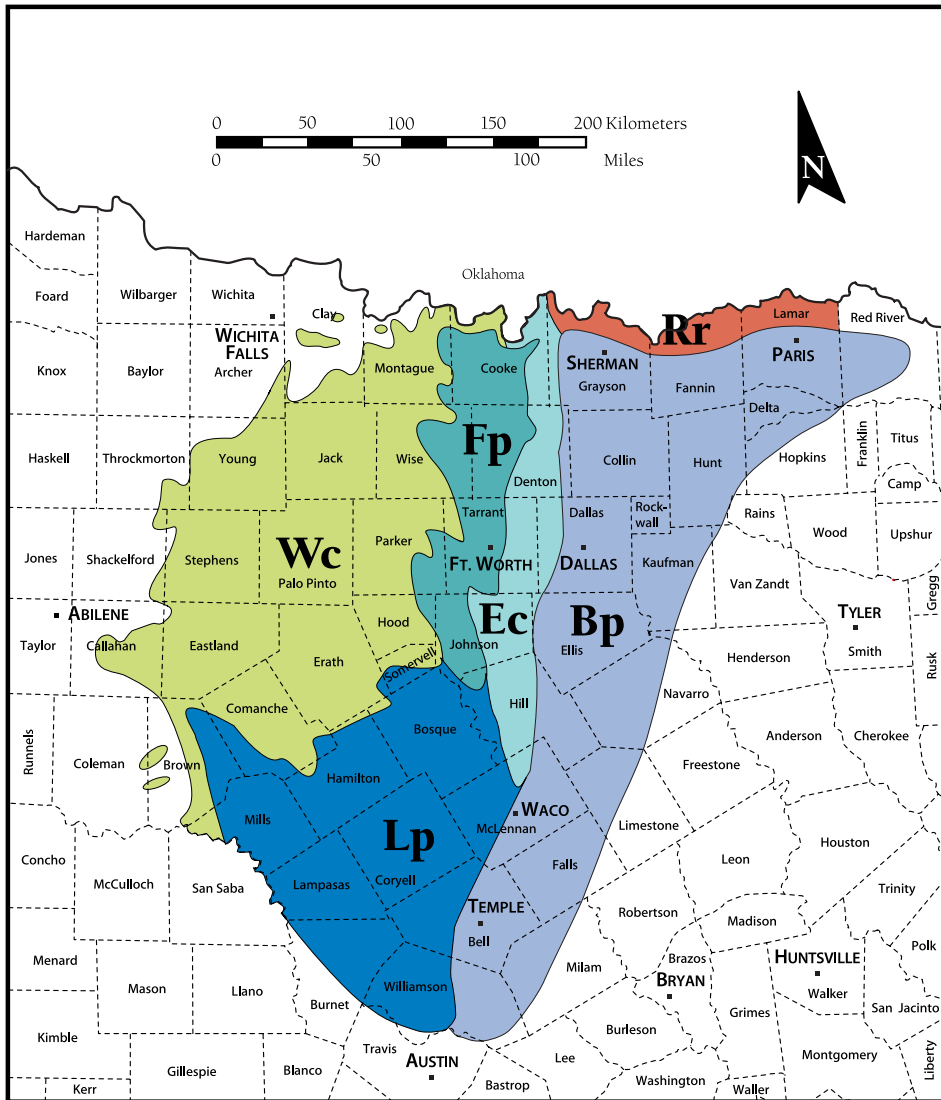 0 50 100 150 200 Kilometers
0 50 100 Miles
N
Oklahoma
Hardeman
Foard
Wilbarger
Wichita
Clay
WICHITA
FALLS
Archer
Knox
Baylor
Montague
Cooke
SHERMAN
Grayson
Rr
Lamar
PARIS
Red River
Fannin
Delta
Haskell
Throckmorton
Young
Jack
Wise
Fp
Denton
Collin
Hunt
Hopkins
Franklin
Titus
Camp
Jones
Shackelford
Stephens
Wc
Palo Pinto
Parker
Tarrant
FT. WORTH
Dallas
DALLAS
Rock-
wall
Kaufman
Rains
Wood
Upshur
Van Zandt
Gregg
ABILENE
Taylor
Callahan
Eastland
Erath
Hood
Somervell
Johnson
Ec
Bp
Ellis
Henderson
TYLER
Smith
Rusk
Runnels
Coleman
Brown
Comanche
Hamilton
Bosque
Hill
Navarro
Freestone
Anderson
Cherokee
Mills
Lp
WACO
McLennan
Limestone
Concho
McCulloch
San Saba
Lampasas
Coryell
Falls
Leon
Houston
Trinity
TEMPLE
Bell
Robertson
Madison
Menard
Mason
Llano
Burnet
Williamson
Milam
Brazos
BRYAN
HUNTSVILLE
Walker
Polk
San Jacinto
Kimble
Gillespie
Blanco
Travis
AUSTIN
Burleson
Grimes
Montgomery
Liberty
Kerr
Bastrop
Lee
Washington
Waller